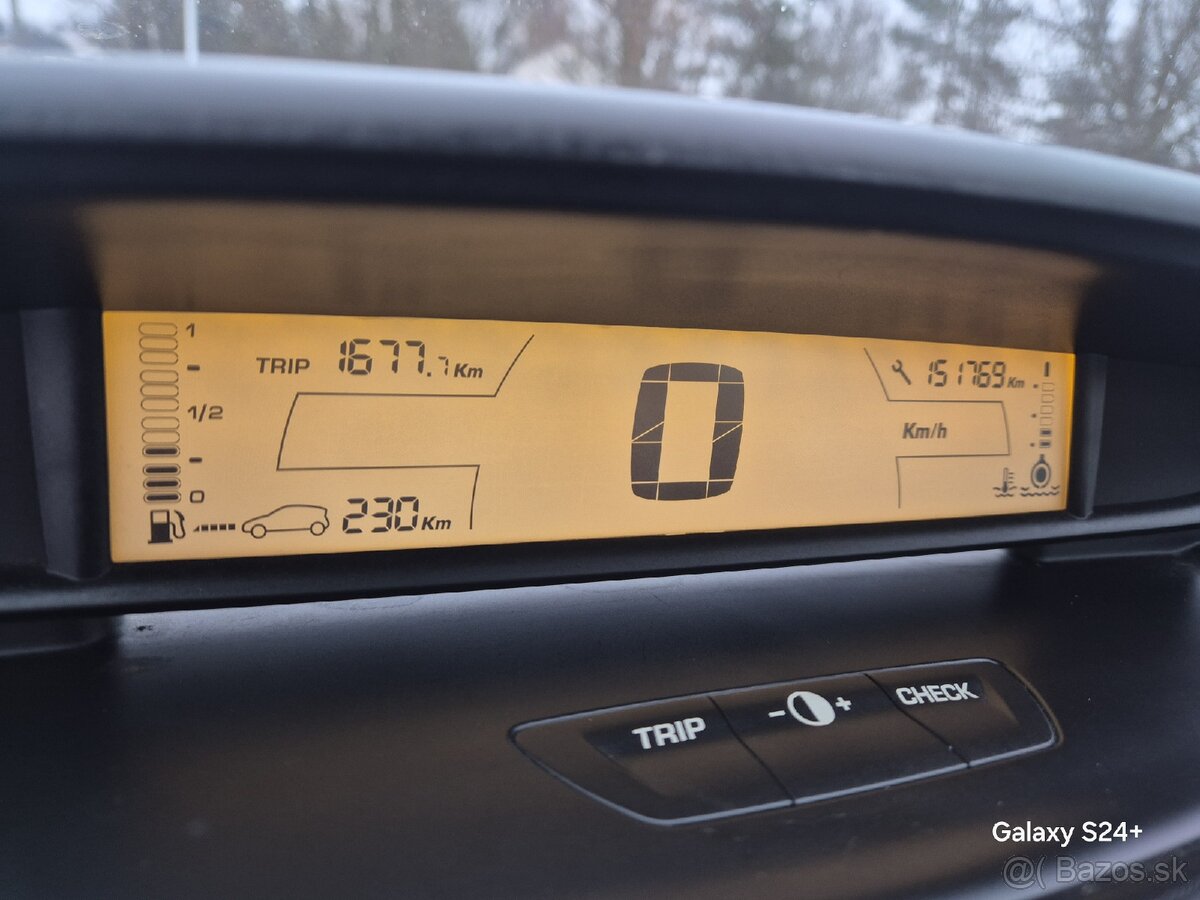 1
TRIP 1677.7 Km
151769 Km
1/2
Km/h
0
0
230 Km
TRIP - + CHECK
Galaxy S24+
@( Bazos.sk